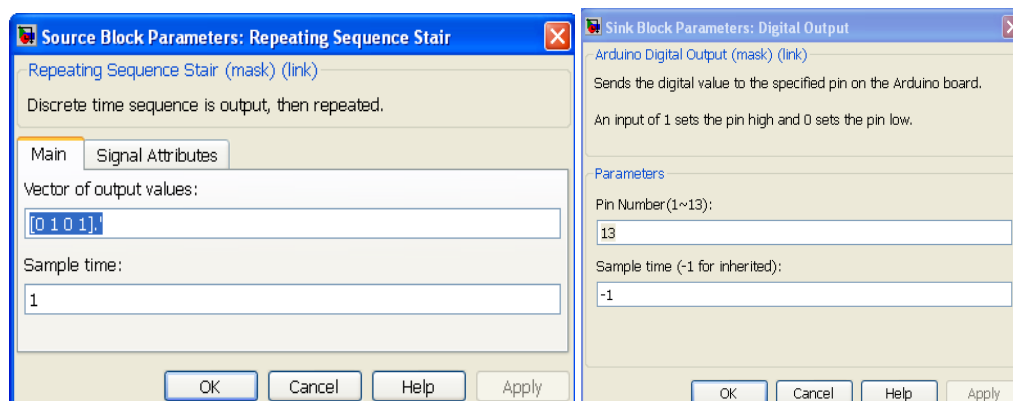 Source Block Parameters: Repeating Sequence Stair
Repeating Sequence Stair (mask) (link)
Discrete time sequence is output, then repeated.
Main
Signal Attributes
Vector of output values:
[0 1 0 1].'
Sample time:
1
OK
Cancel
Help
Apply
Sink Block Parameters: Digital Output
Arduino Digital Output (mask) (link)
Sends the digital value to the specified pin on the Arduino board.
An input of 1 sets the pin high and 0 sets the pin low.
Parameters
Pin Number(1~13):
13
Sample time (-1 for inherited):
-1
OK
Cancel
Help
Apply